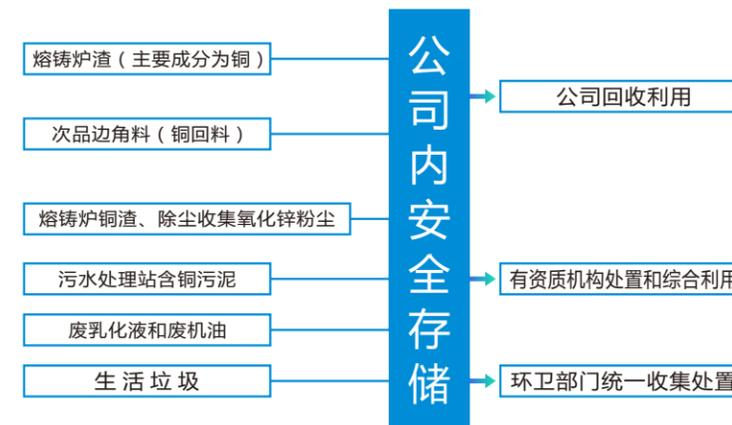 熔铸炉渣（主要成分为铜）
次品边角料（铜回料）
熔铸炉铜渣、除尘收集氧化锌粉尘
污水处理站含铜污泥
废乳化液和废机油
生活垃圾
公司内安全存储
公司回收利用
有资质机构处置和综合利用
环卫部门统一收集处置